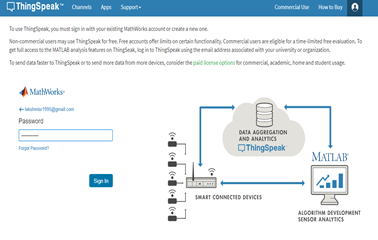 ThingSpeak™ Channels Apps Support▾ Commercial Use How to Buy
To use ThingSpeak, you must sign in with your existing MathWorks account or create a new one.
Non-commercial users may use ThingSpeak for free. Free accounts offer limits on certain functionality. Commercial users are eligible for a time-limited free evaluation. To
get full access to the MATLAB analysis features on ThingSpeak, log in to ThingSpeak using the email address associated with your university or organization.
To send data faster to ThingSpeak or to send more data from more devices, consider the paid license options for commercial, academic, home and student usage.
MathWorks®
Password
Forgot Password?
Sign In
DATA AGGREGATION
AND ANALYTICS
ThingSpeak
MATLAB
SMART CONNECTED DEVICES
ALGORITHM DEVELOPMENT
SENSOR ANALYTICS